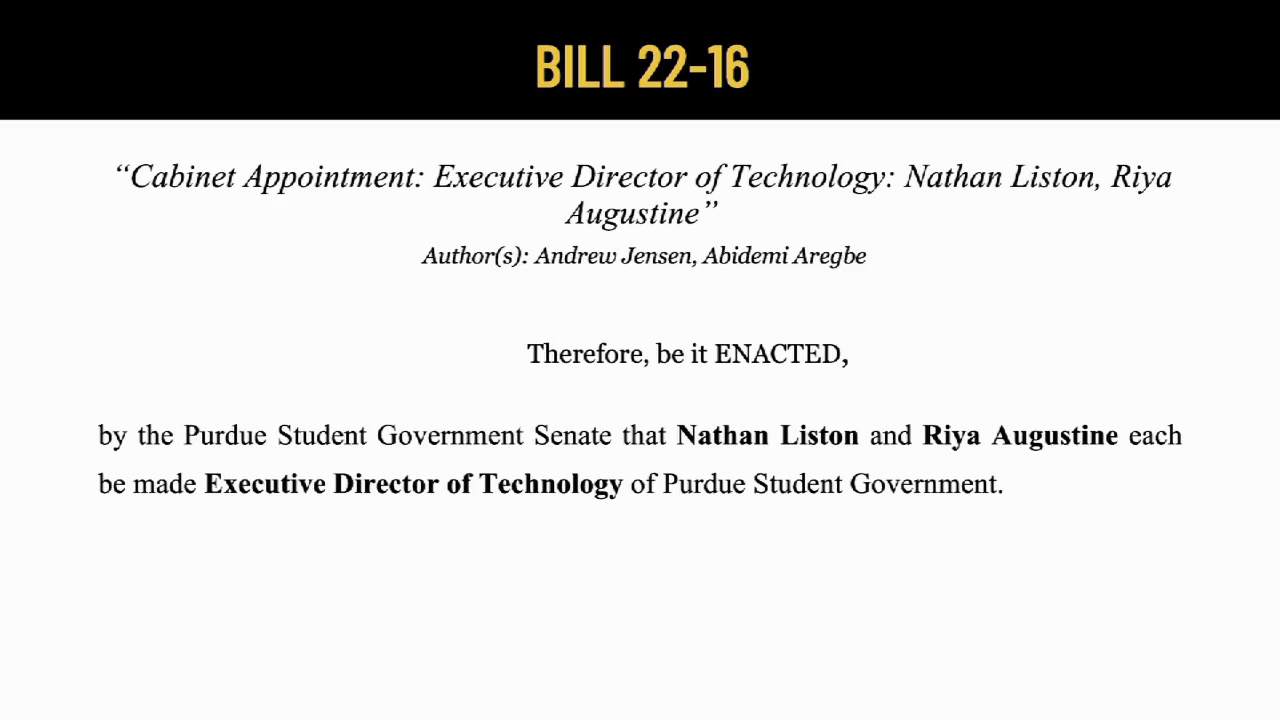 BILL 22-16
“Cabinet Appointment: Executive Director of Technology: Nathan Liston, Riya
Augustine”
Author(s): Andrew Jensen, Abidemi Aregbe
Therefore, be it ENACTED,
by the Purdue Student Government Senate that Nathan Liston and Riya Augustine each
be made Executive Director of Technology of Purdue Student Government.